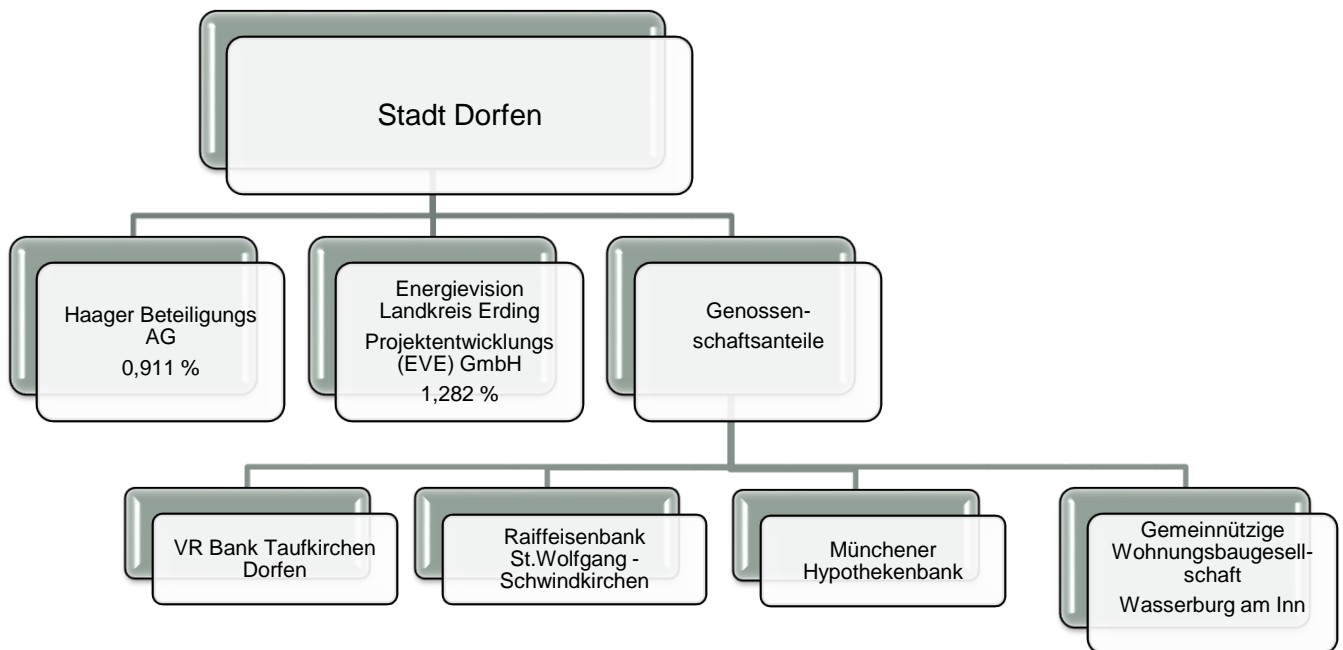 Stadt Dorfen
Haager Beteiligungs
AG
0,911 %
Energievision
Landkreis Erding
Projektentwicklungs
(EVE) GmbH
1,282 %
Genossen-
schaftsanteile
VR Bank Taufkirchen
Dorfen
Raiffeisenbank
St.Wolfgang -
Schwindkirchen
Münchener
Hypothekenbank
Gemeinnützige
Wohnungsbaugesell-
schaft
Wasserburg am Inn